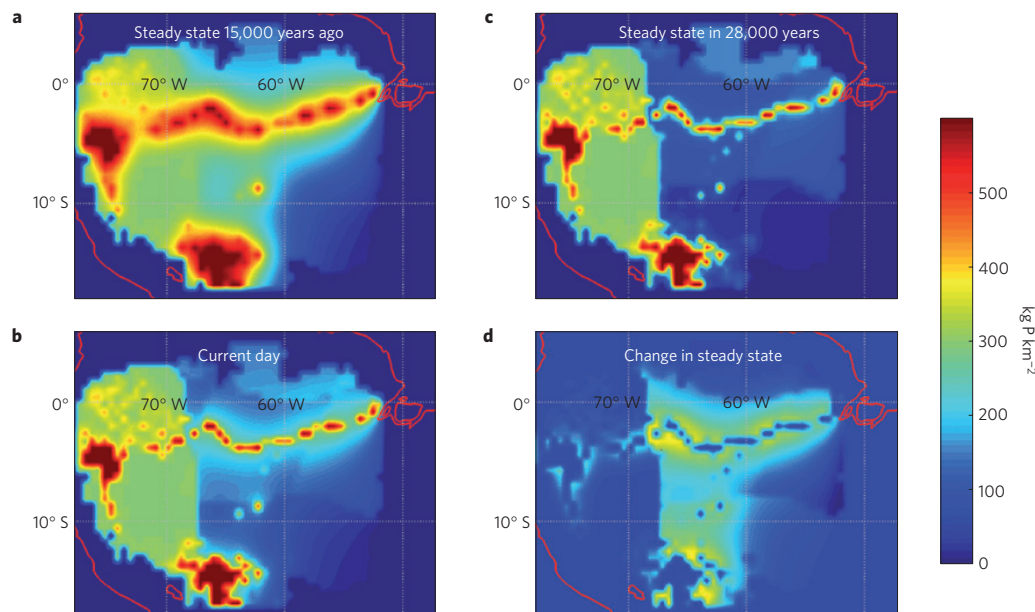 a
Steady state 15,000 years ago
0°
70° W
60° W
10° S
c
Steady state in 28,000 years
0°
70° W
60° W
10° S
b
Current day
0°
70° W
60° W
10° S
d
Change in steady state
0°
70° W
60° W
10° S
500
400
300
200
100
0
kg P km⁻²